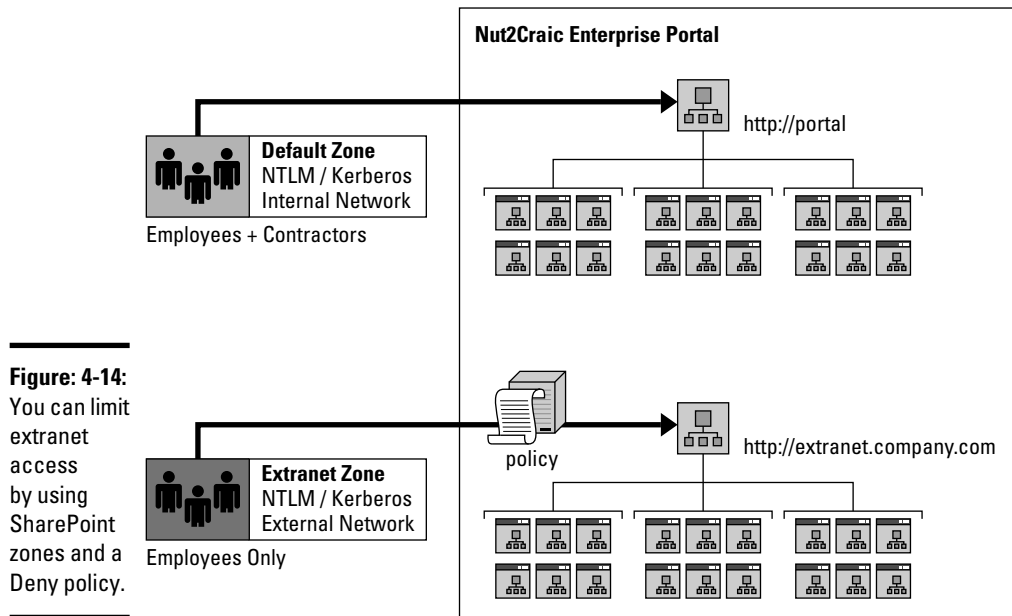 Nut2Craic Enterprise Portal
http://portal
Default Zone
NTLM / Kerberos
Internal Network
Employees + Contractors
Figure: 4-14:
You can limit
extranet
access
by using
SharePoint
zones and a
Deny policy.
policy
http://extranet.company.com
Extranet Zone
NTLM / Kerberos
External Network
Employees Only